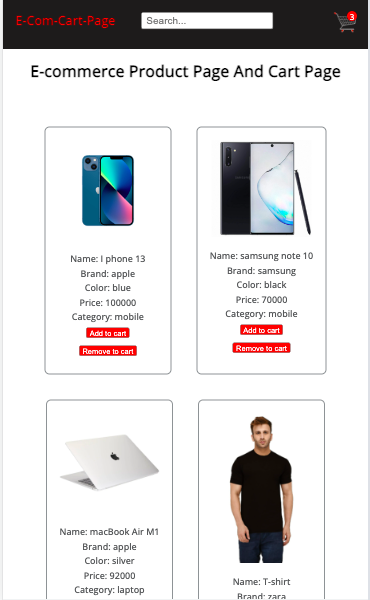 E-Com-Cart-Page
Search...
3
E-commerce Product Page And Cart Page
Name: I phone 13
Brand: apple
Color: blue
Price: 100000
Category: mobile
Add to cart
Remove to cart
Name: samsung note 10
Brand: samsung
Color: black
Price: 70000
Category: mobile
Add to cart
Remove to cart
Name: macBook Air M1
Brand: apple
Color: silver
Price: 92000
Category: laptop
Name: T-shirt
Brand: zara